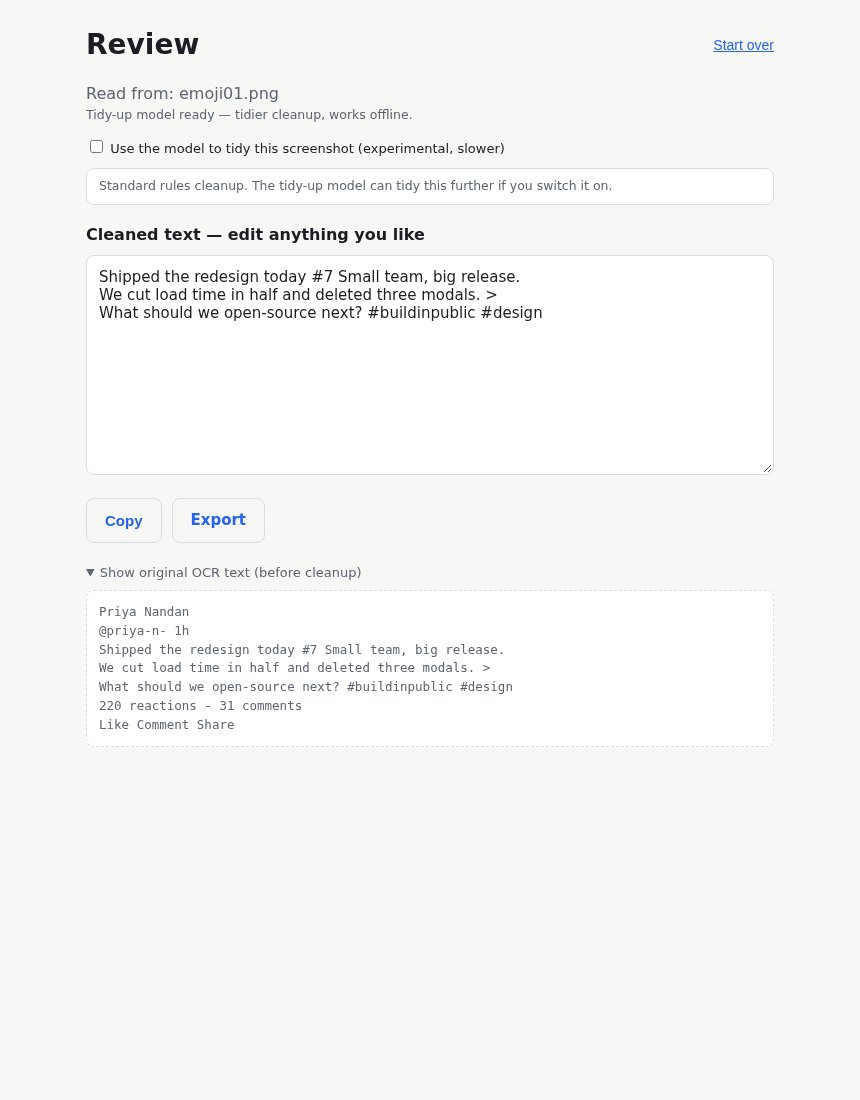 Review
Start over
Read from: emoji01.png
Tidy-up model ready — tidier cleanup, works offline.
Use the model to tidy this screenshot (experimental, slower)
Standard rules cleanup. The tidy-up model can tidy this further if you switch it on.
Cleaned text — edit anything you like
Shipped the redesign today #7 Small team, big release.
We cut load time in half and deleted three modals. >
What should we open-source next? #buildinpublic #design
Copy
Export
▼ Show original OCR text (before cleanup)
Priya Nandan
@priya-n- 1h
Shipped the redesign today #7 Small team, big release.
We cut load time in half and deleted three modals. >
What should we open-source next? #buildinpublic #design
220 reactions - 31 comments
Like Comment Share